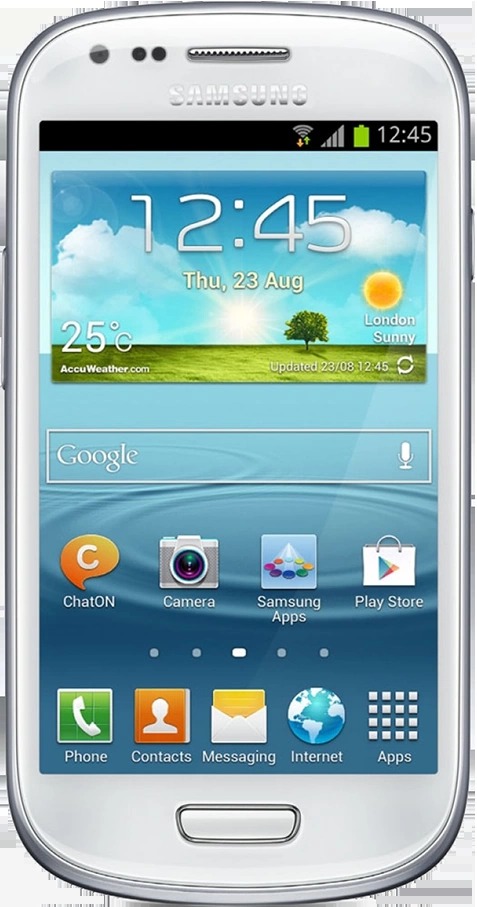 SAMSUNG
12:45
12:45
Thu, 23 Aug
London
Sunny
25°c
AccuWeather.com
Updated 23/08 12:45
Google
C
ChatON
Camera
Samsung
Apps
Play Store
Phone
Contacts
Messaging
Internet
Apps